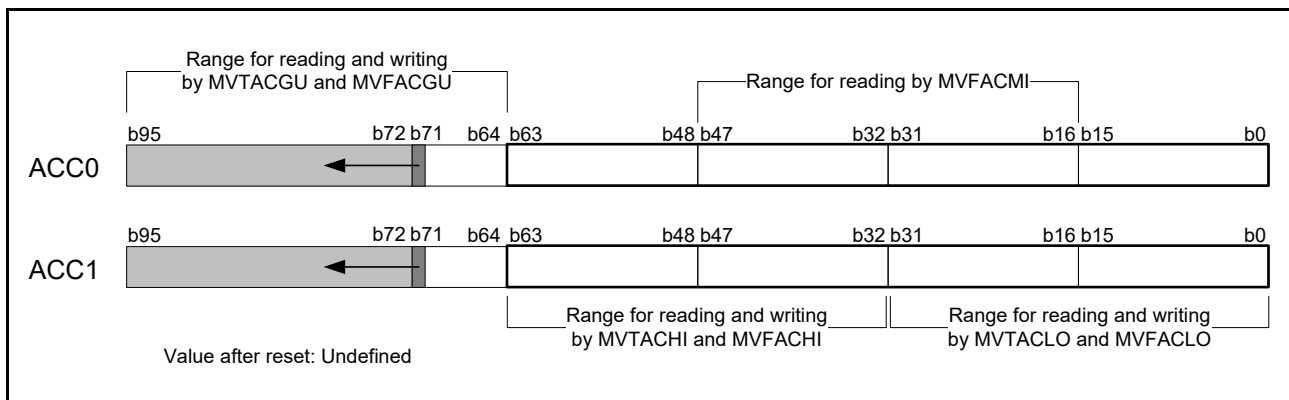 Range for reading and writing
by MVTACGU and MVFACGU
Range for reading by MVFACMI
b95 b72 b71 b64 b63 b48 b47 b32 b31 b16 b15 b0
ACC0
b95 b72 b71 b64 b63 b48 b47 b32 b31 b16 b15 b0
ACC1
Range for reading and writing
by MVTACHI and MVFACHI
Range for reading and writing
by MVTACLO and MVFACLO
Value after reset: Undefined